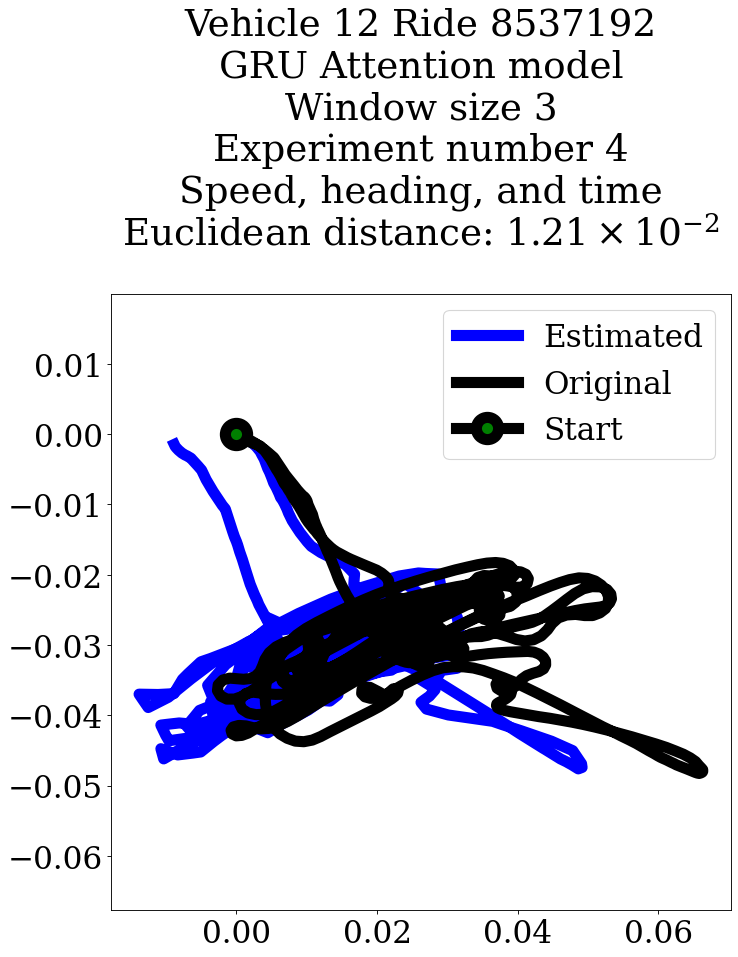 Vehicle 12 Ride 8537192
GRU Attention model
Window size 3
Experiment number 4
Speed, heading, and time
Euclidean distance: 1.21 × 10⁻²
Estimated
Original
Start
0.01
0.00
−0.01
−0.02
−0.03
−0.04
−0.05
−0.06
0.00 0.02 0.04 0.06